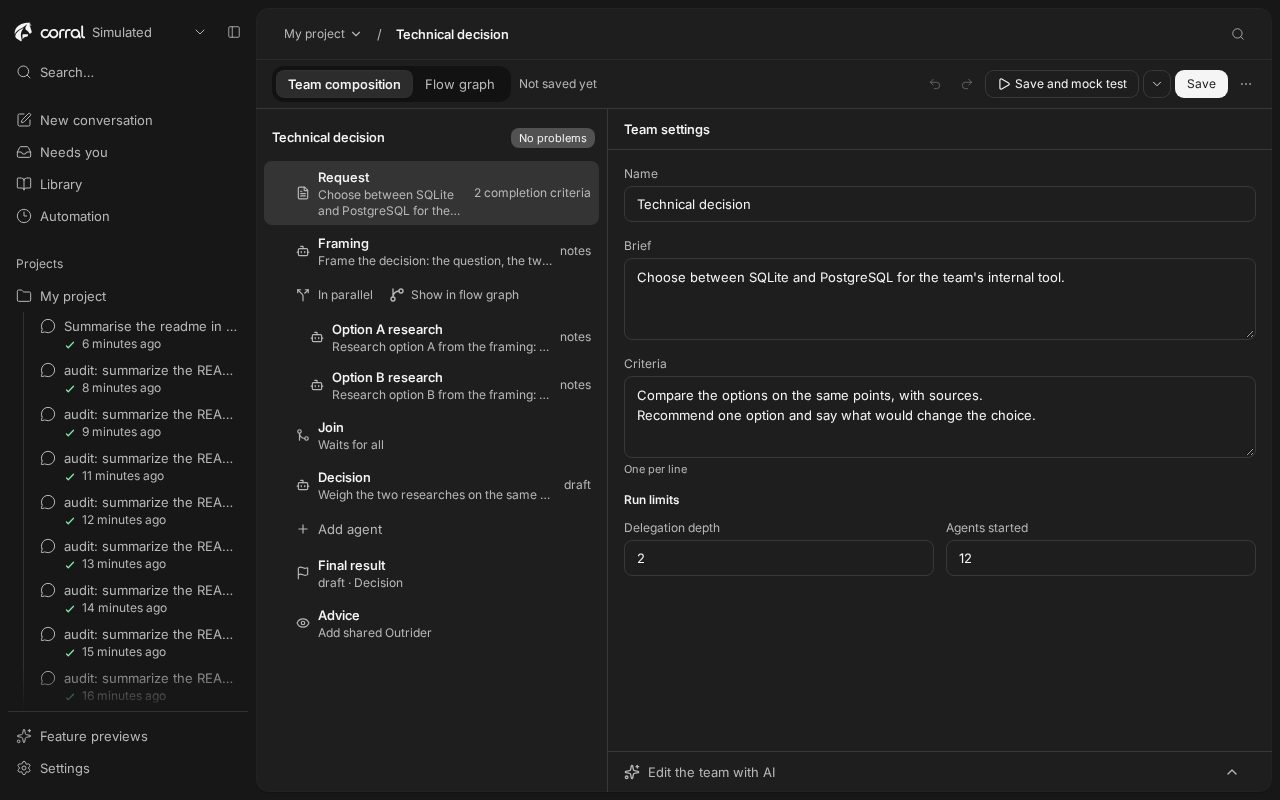 corral Simulated
Search...
New conversation
Needs you
Library
Automation
Projects
My project
Summarise the readme in ...
6 minutes ago
audit: summarize the REA...
8 minutes ago
audit: summarize the REA...
9 minutes ago
audit: summarize the REA...
11 minutes ago
audit: summarize the REA...
12 minutes ago
audit: summarize the REA...
13 minutes ago
audit: summarize the REA...
14 minutes ago
audit: summarize the REA...
15 minutes ago
audit: summarize the REA...
16 minutes ago
Feature previews
Settings
My project / Technical decision
Team composition Flow graph Not saved yet Save and mock test Save
Technical decision No problems
Request
Choose between SQLite
and PostgreSQL for the...
2 completion criteria
Framing
Frame the decision: the question, the tw...
notes
In parallel Show in flow graph
Option A research
Research option A from the framing: ...
notes
Option B research
Research option B from the framing: ...
notes
Join
Waits for all
Decision
Weigh the two researches on the same ...
draft
Add agent
Final result
draft · Decision
Advice
Add shared Outrider
Team settings
Name
Technical decision
Brief
Choose between SQLite and PostgreSQL for the team's internal tool.
Criteria
Compare the options on the same points, with sources.
Recommend one option and say what would change the choice.
One per line
Run limits
Delegation depth Agents started
2 12
Edit the team with AI